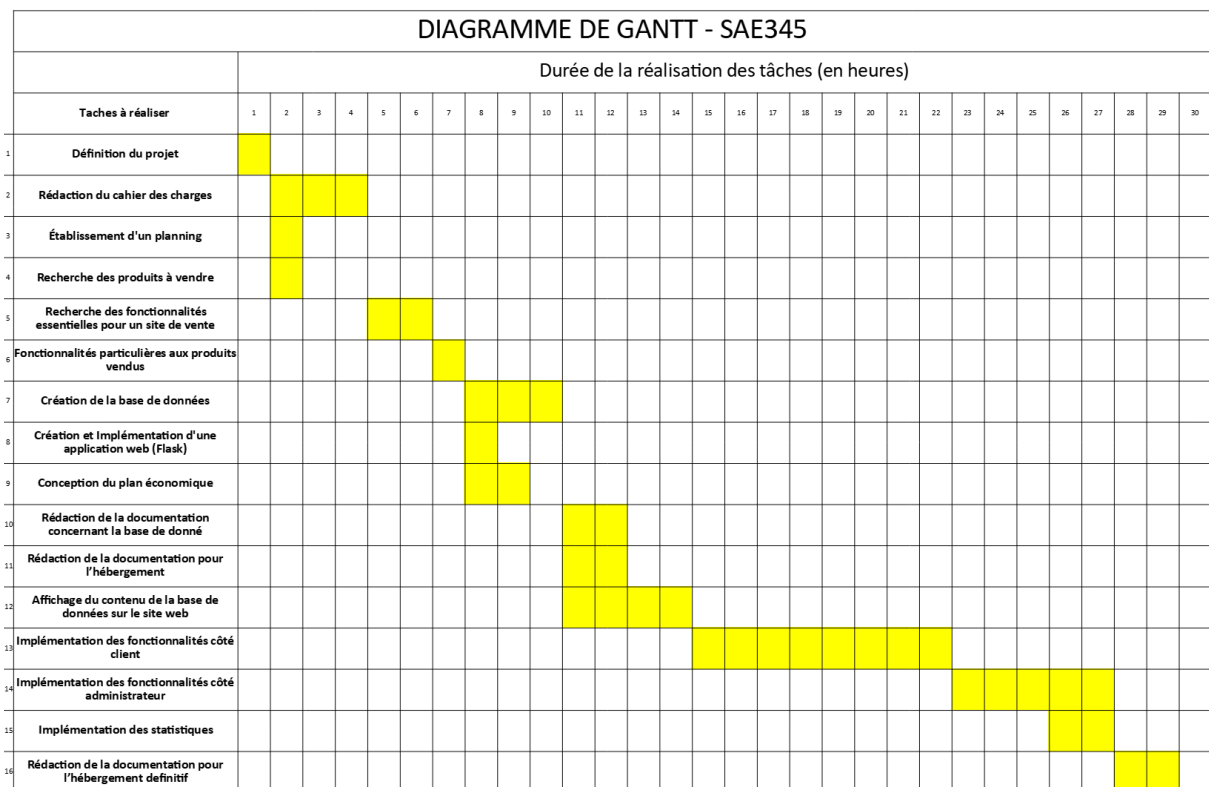 DIAGRAMME DE GANTT - SAE345
Durée de la réalisation des tâches (en heures)
Taches à réaliser 1 2 3 4 5 6 7 8 9 10 11 12 13 14 15 16 17 18 19 20 21 22 23 24 25 26 27 28 29 30
1 Définition du projet
2 Rédaction du cahier des charges
3 Établissement d'un planning
4 Recherche des produits à vendre
5 Recherche des fonctionnalités
essentielles pour un site de vente
6 Fonctionnalités particulières aux produits
vendus
7 Création de la base de données
8 Création et Implémentation d'une
application web (Flask)
9 Conception du plan économique
10 Rédaction de la documentation
concernant la base de donné
11 Rédaction de la documentation pour
l'hébergement
12 Affichage du contenu de la base de
données sur le site web
13 Implémentation des fonctionnalités côté
client
14 Implémentation des fonctionnalités côté
administrateur
15 Implémentation des statistiques
16 Rédaction de la documentation pour
l'hébergement definitif